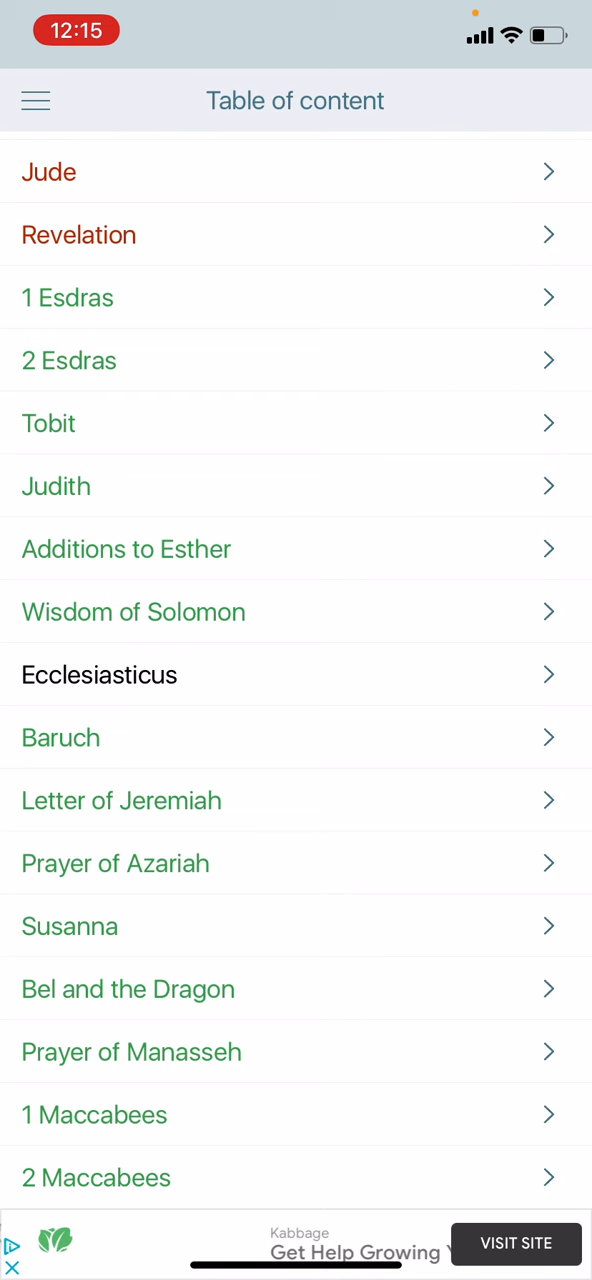 12:15
Table of content
Jude
Revelation
1 Esdras
2 Esdras
Tobit
Judith
Additions to Esther
Wisdom of Solomon
Ecclesiasticus
Baruch
Letter of Jeremiah
Prayer of Azariah
Susanna
Bel and the Dragon
Prayer of Manasseh
1 Maccabees
2 Maccabees
Kabbage
Get Help Growing
VISIT SITE